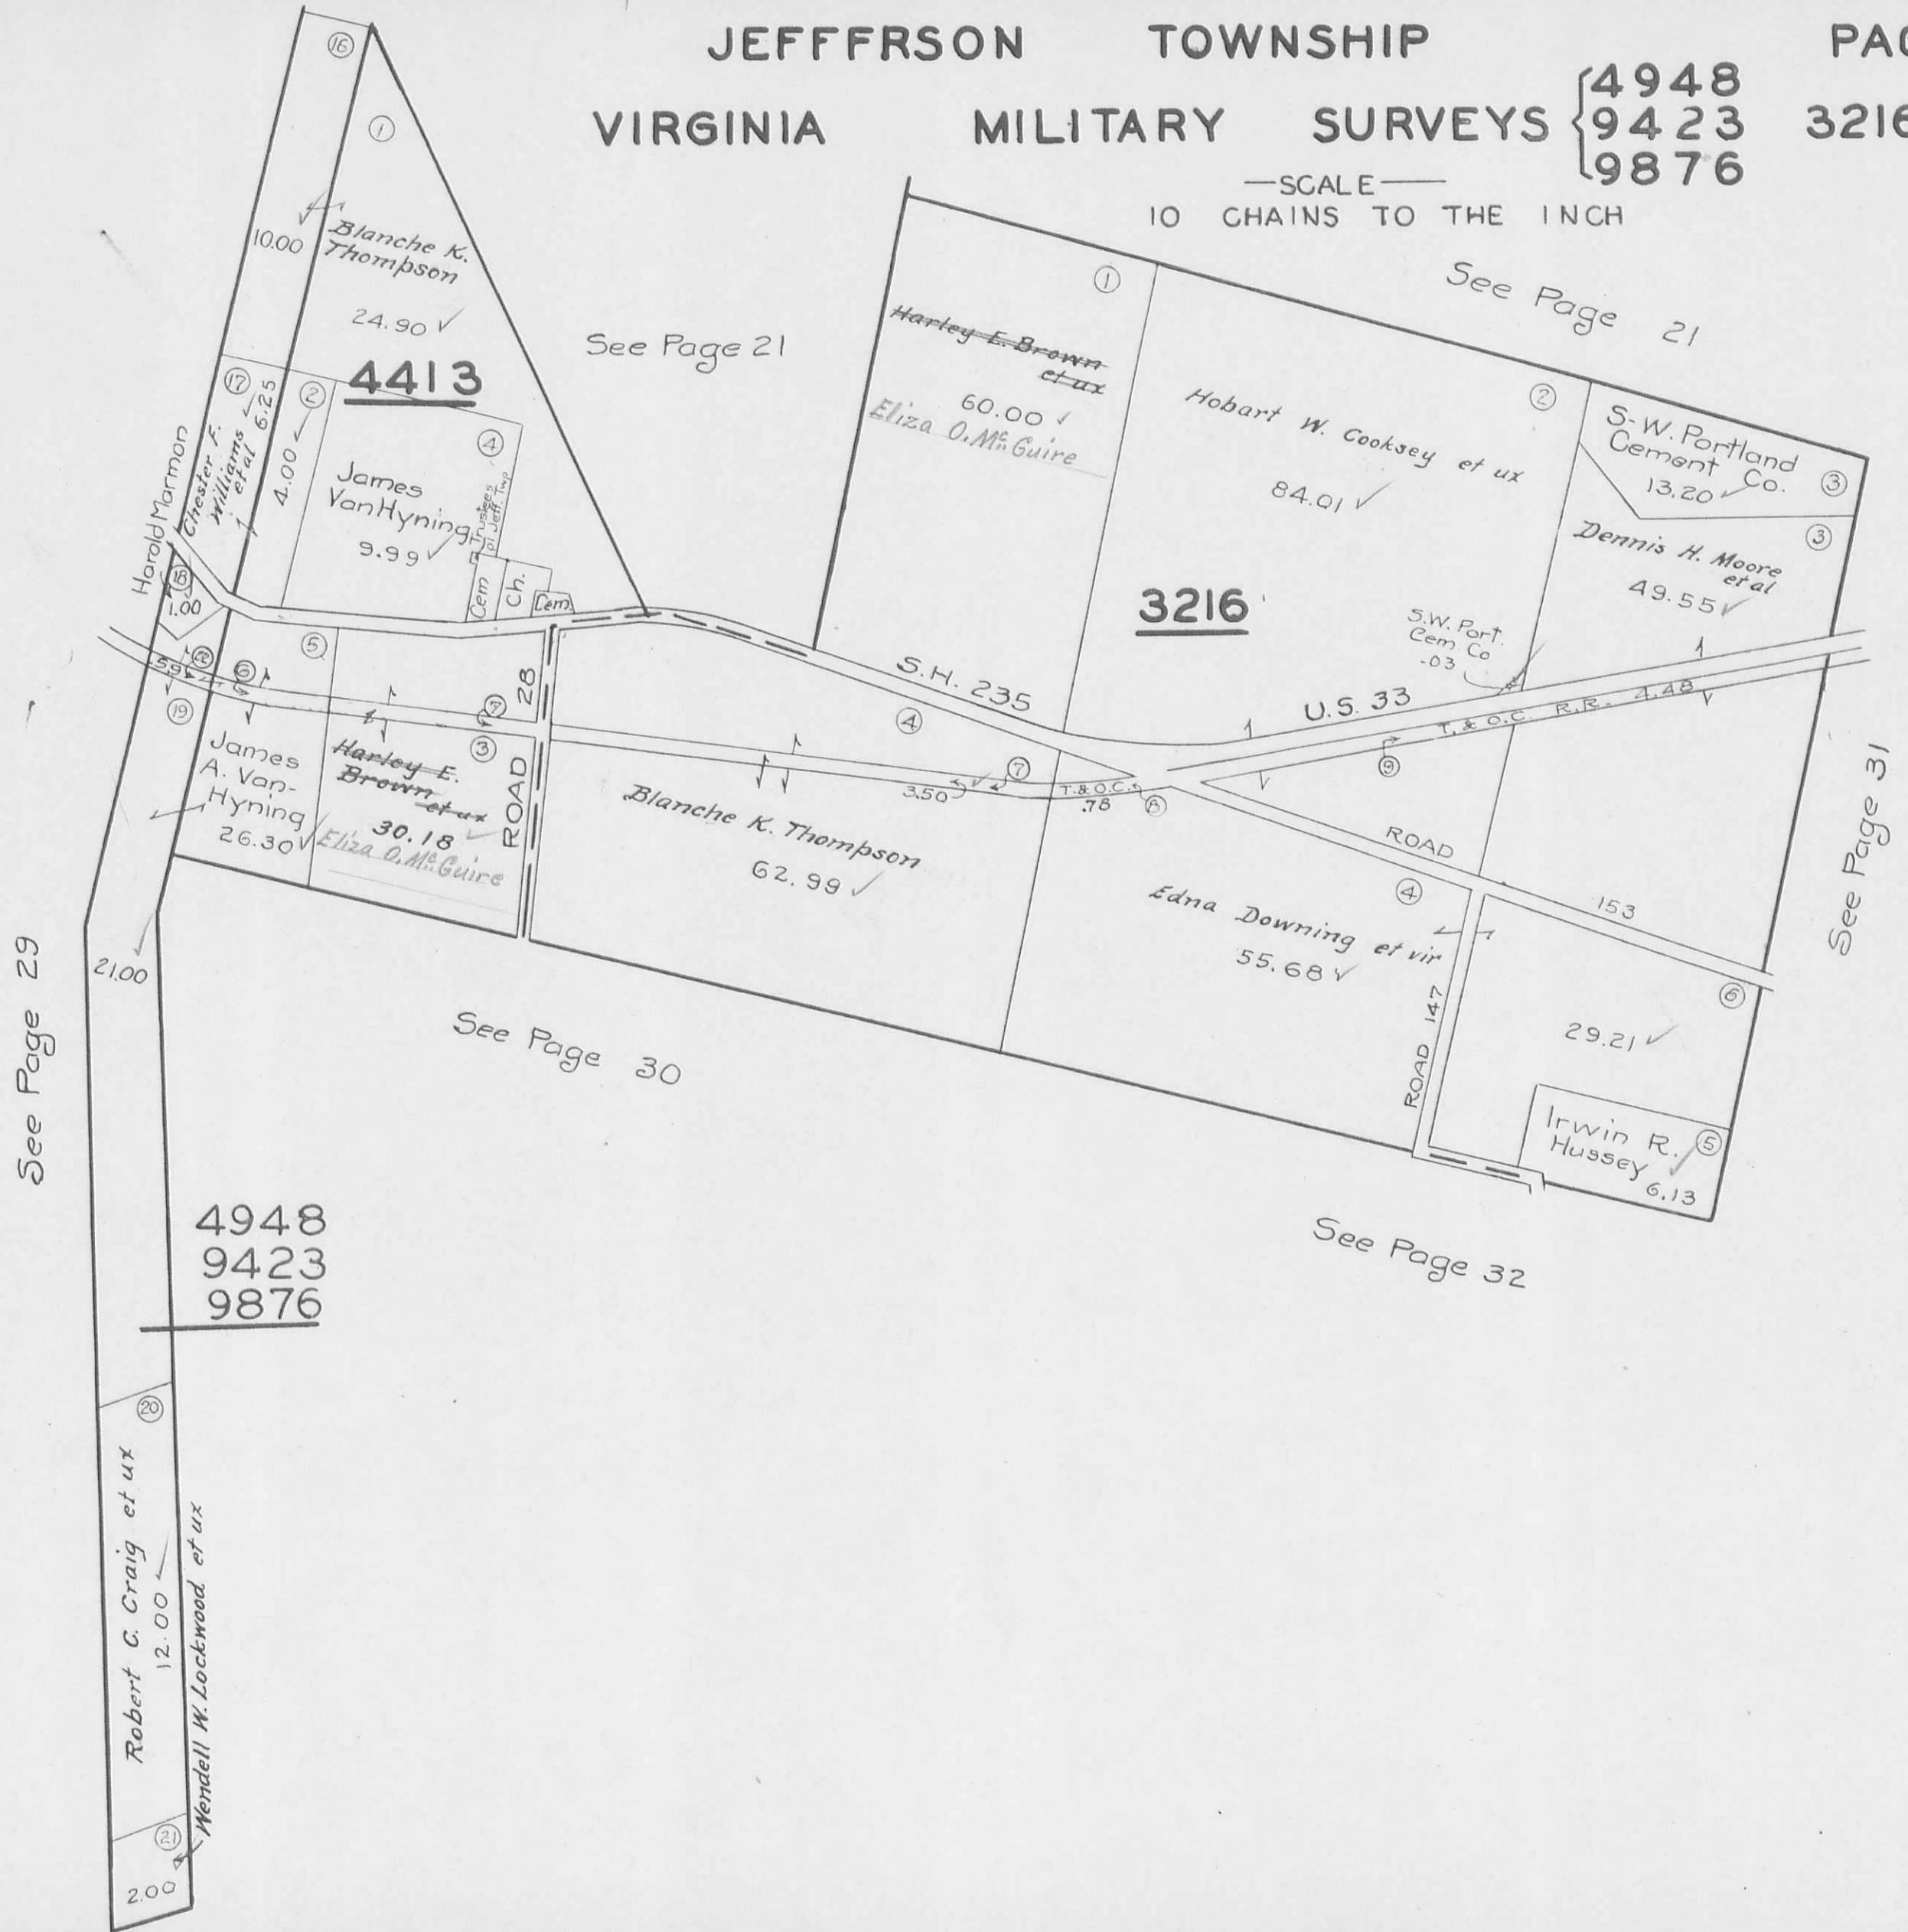 JEFFFRSON TOWNSHIP PAG
VIRGINIA MILITARY SURVEYS 4948 9423 9876 3216
—SCALE—
10 CHAINS TO THE INCH
16
1
10.00
Blanche K.
Thompson
24.90 ✓
4413
See Page 21
See Page 21
17
Chester F.
Williams
et al
6.25
2
4.00
4
James
VanHyning
9.99 ✓
Trustees
of Jeff. Twp
Cem
Ch.
Cem.
Harold Marmon
18
1.00
1
Harley E. Brown
et ux
60.00 ✓
Eliza O. McGuire
2
Hobart W. Cooksey et ux
84.01 ✓
3216
S-W. Portland
Cement Co.
13.20 ✓
3
3
Dennis H. Moore
et al
49.55 ✓
S.W. Port.
Cem. Co
.03
S.H. 235
U.S. 33
T. & O.C. R.R. 4.48
9
5
22
.59
6
7
19
James
A. Van-
Hyning
26.30 ✓
3
Harley E.
Brown
et ux
30.18 ✓
Eliza O. McGuire
ROAD 28
4
3.50
7
T.& O.C.
.78
8
Blanche K. Thompson
62.99 ✓
ROAD 153
4
Edna Downing et vir
55.68 ✓
ROAD 147
6
29.21 ✓
Irwin R.
Hussey
5
6.13
See Page 31
See Page 29
21.00
See Page 30
See Page 32
4948
9423
9876
20
Robert C. Craig et ux
12.00
Wendell W. Lockwood et ux
21
2.00